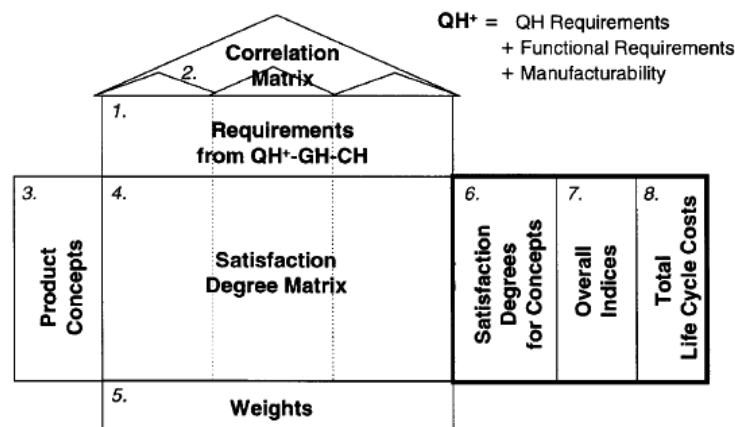 QH⁺ = QH Requirements
+ Functional Requirements
+ Manufacturability
2.
Correlation
Matrix
1.
Requirements
from QH⁺-GH-CH
3.
Product
Concepts
4.
Satisfaction
Degree Matrix
6.
Satisfaction
Degrees
for Concepts
7.
Overall
Indices
8.
Total
Life Cycle Costs
5.
Weights